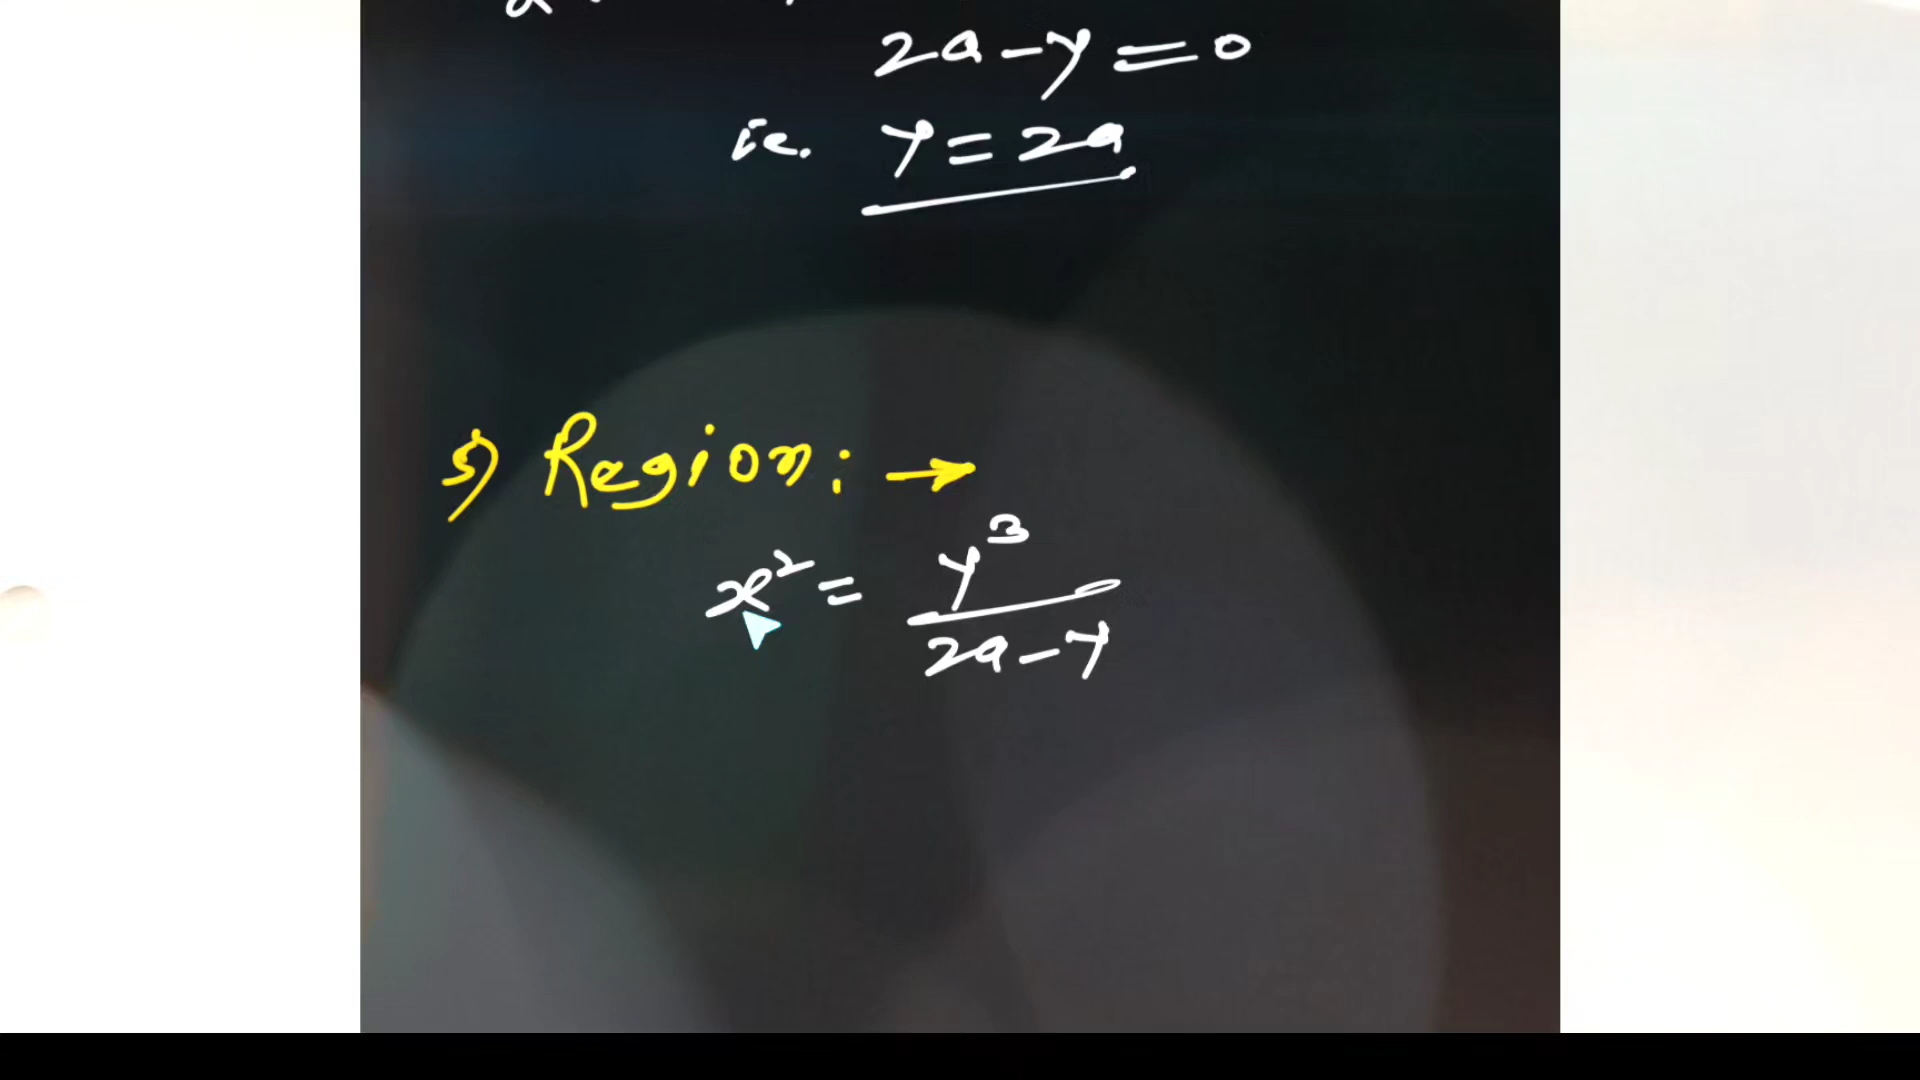 2a-y=0
ie. y=2a
5) Region: →
x² = y³/2a-y